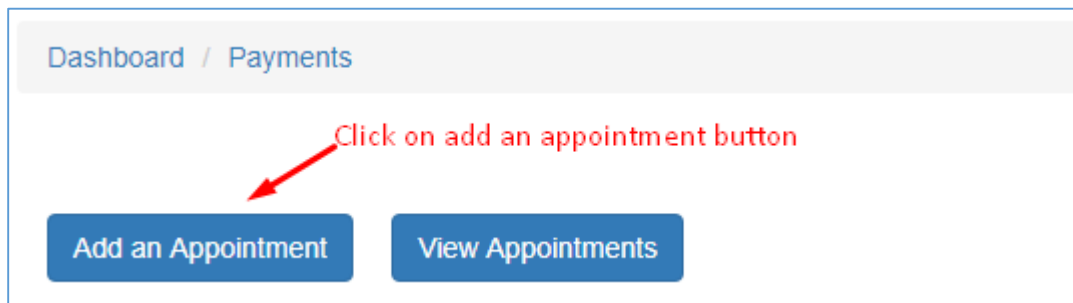 Dashboard / Payments
Click on add an appointment button
Add an Appointment View Appointments